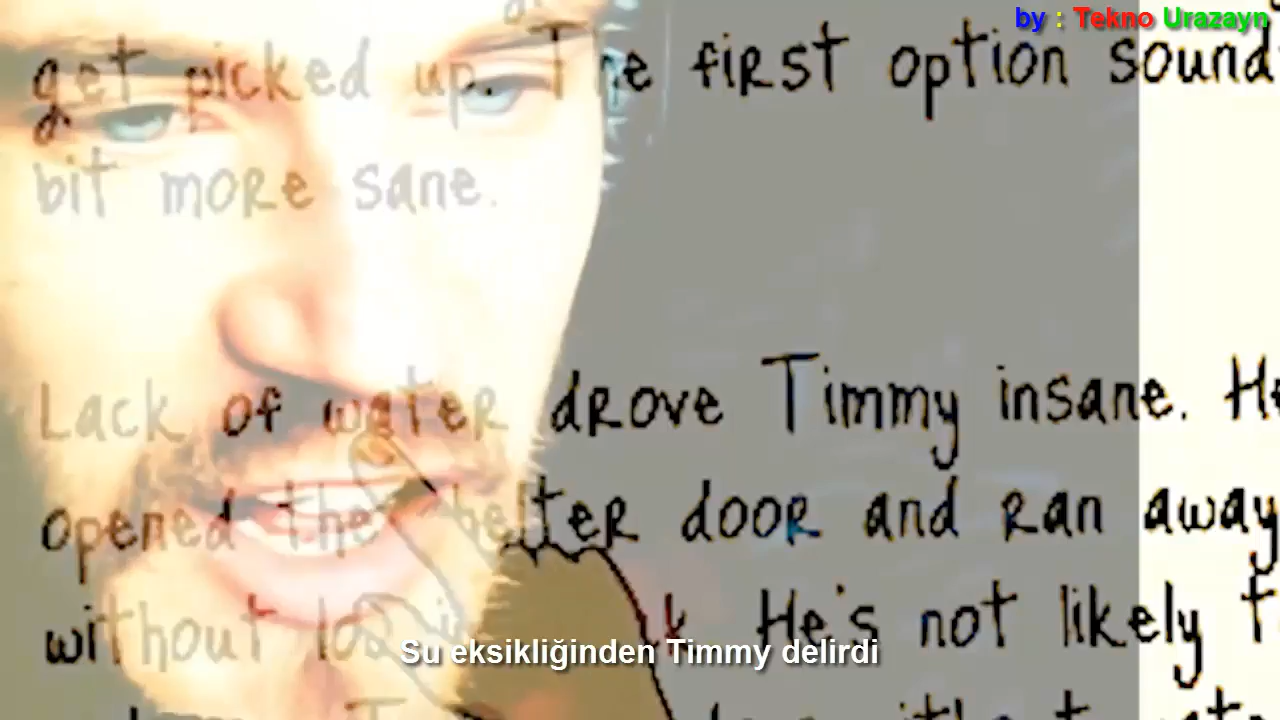 by : Tekno Urazayn
get picked up. The first option sound
bit more sane.
Lack of water drove Timmy insane. He
opened the shelter door and ran away
without He's not likely
Su eksikliğinden Timmy delirdi